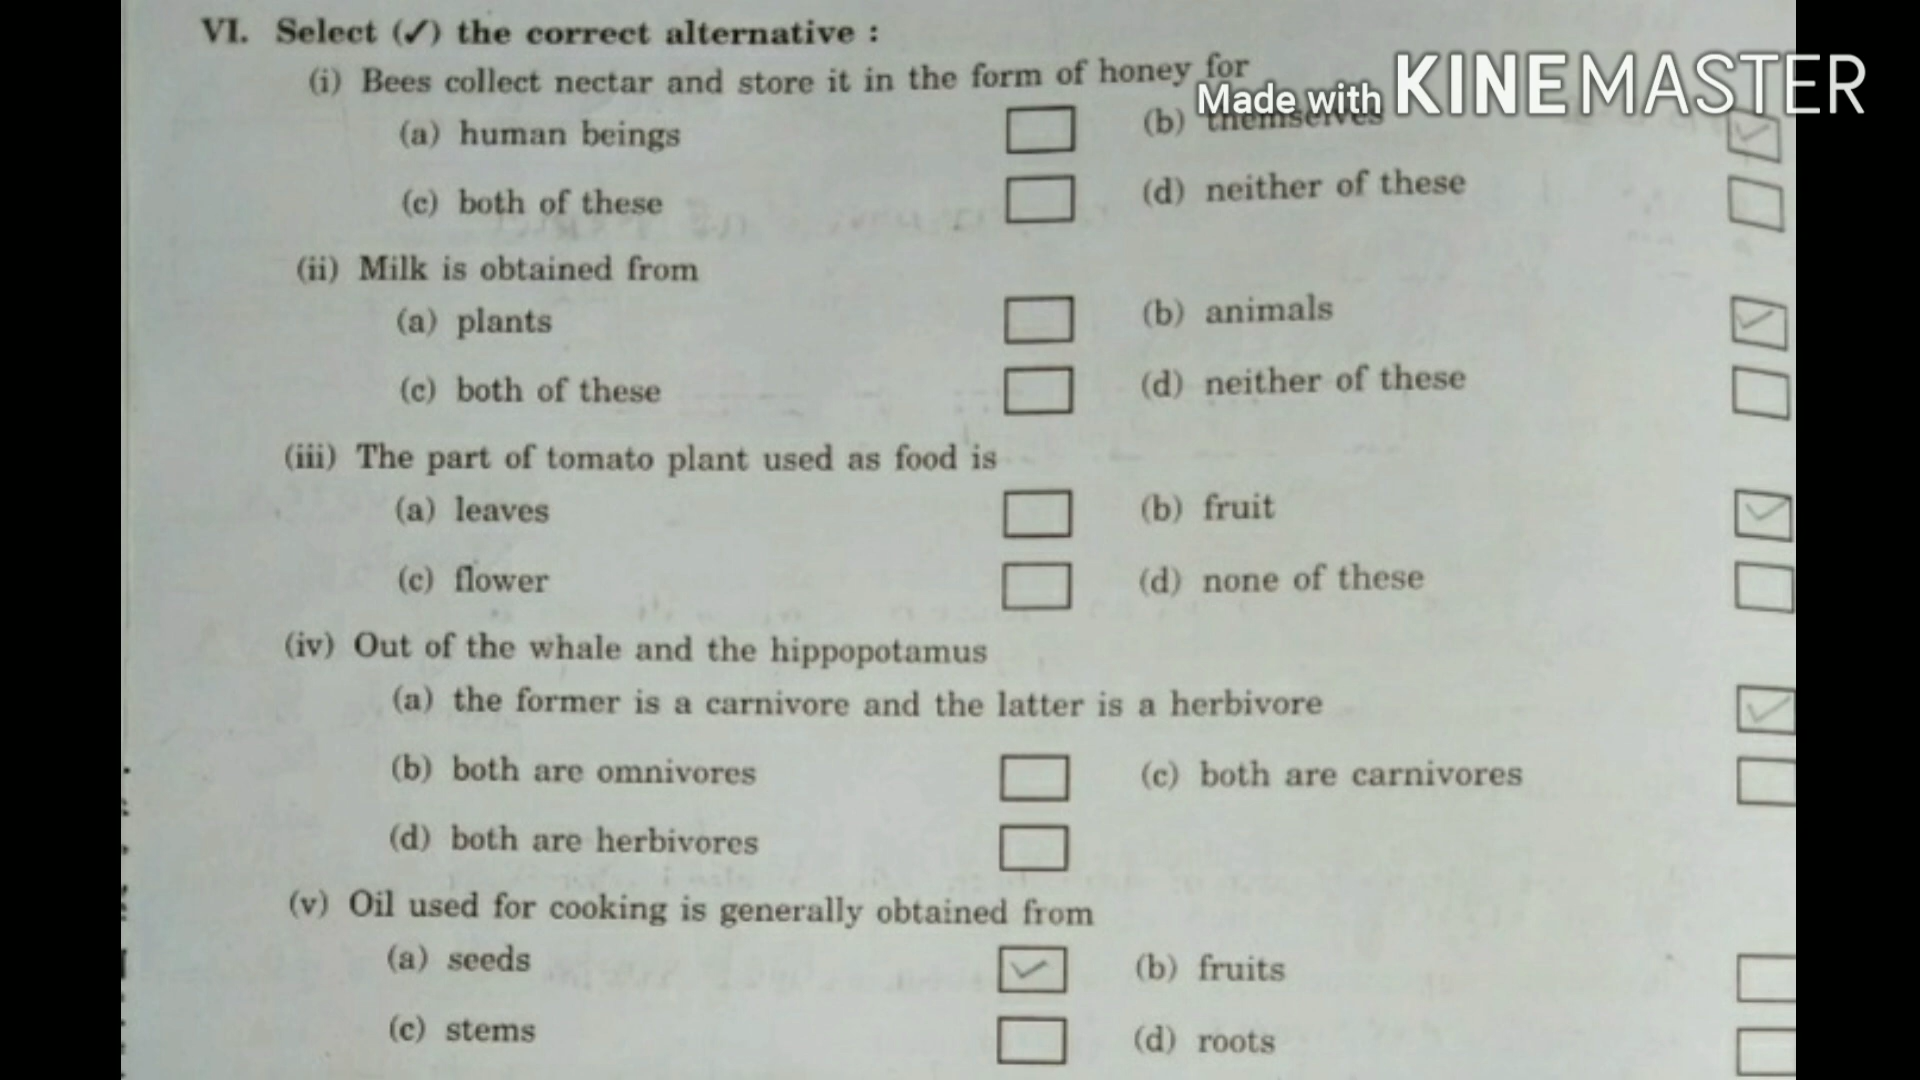 VI. Select (✓) the correct alternative :
(i) Bees collect nectar and store it in the form of honey for
Made with KINEMASTER
(a) human beings (b) themselves ✓
(c) both of these (d) neither of these
(ii) Milk is obtained from
(a) plants (b) animals ✓
(c) both of these (d) neither of these
(iii) The part of tomato plant used as food is
(a) leaves (b) fruit ✓
(c) flower (d) none of these
(iv) Out of the whale and the hippopotamus
(a) the former is a carnivore and the latter is a herbivore ✓
(b) both are omnivores (c) both are carnivores
(d) both are herbivores
(v) Oil used for cooking is generally obtained from
(a) seeds ✓ (b) fruits
(c) stems (d) roots